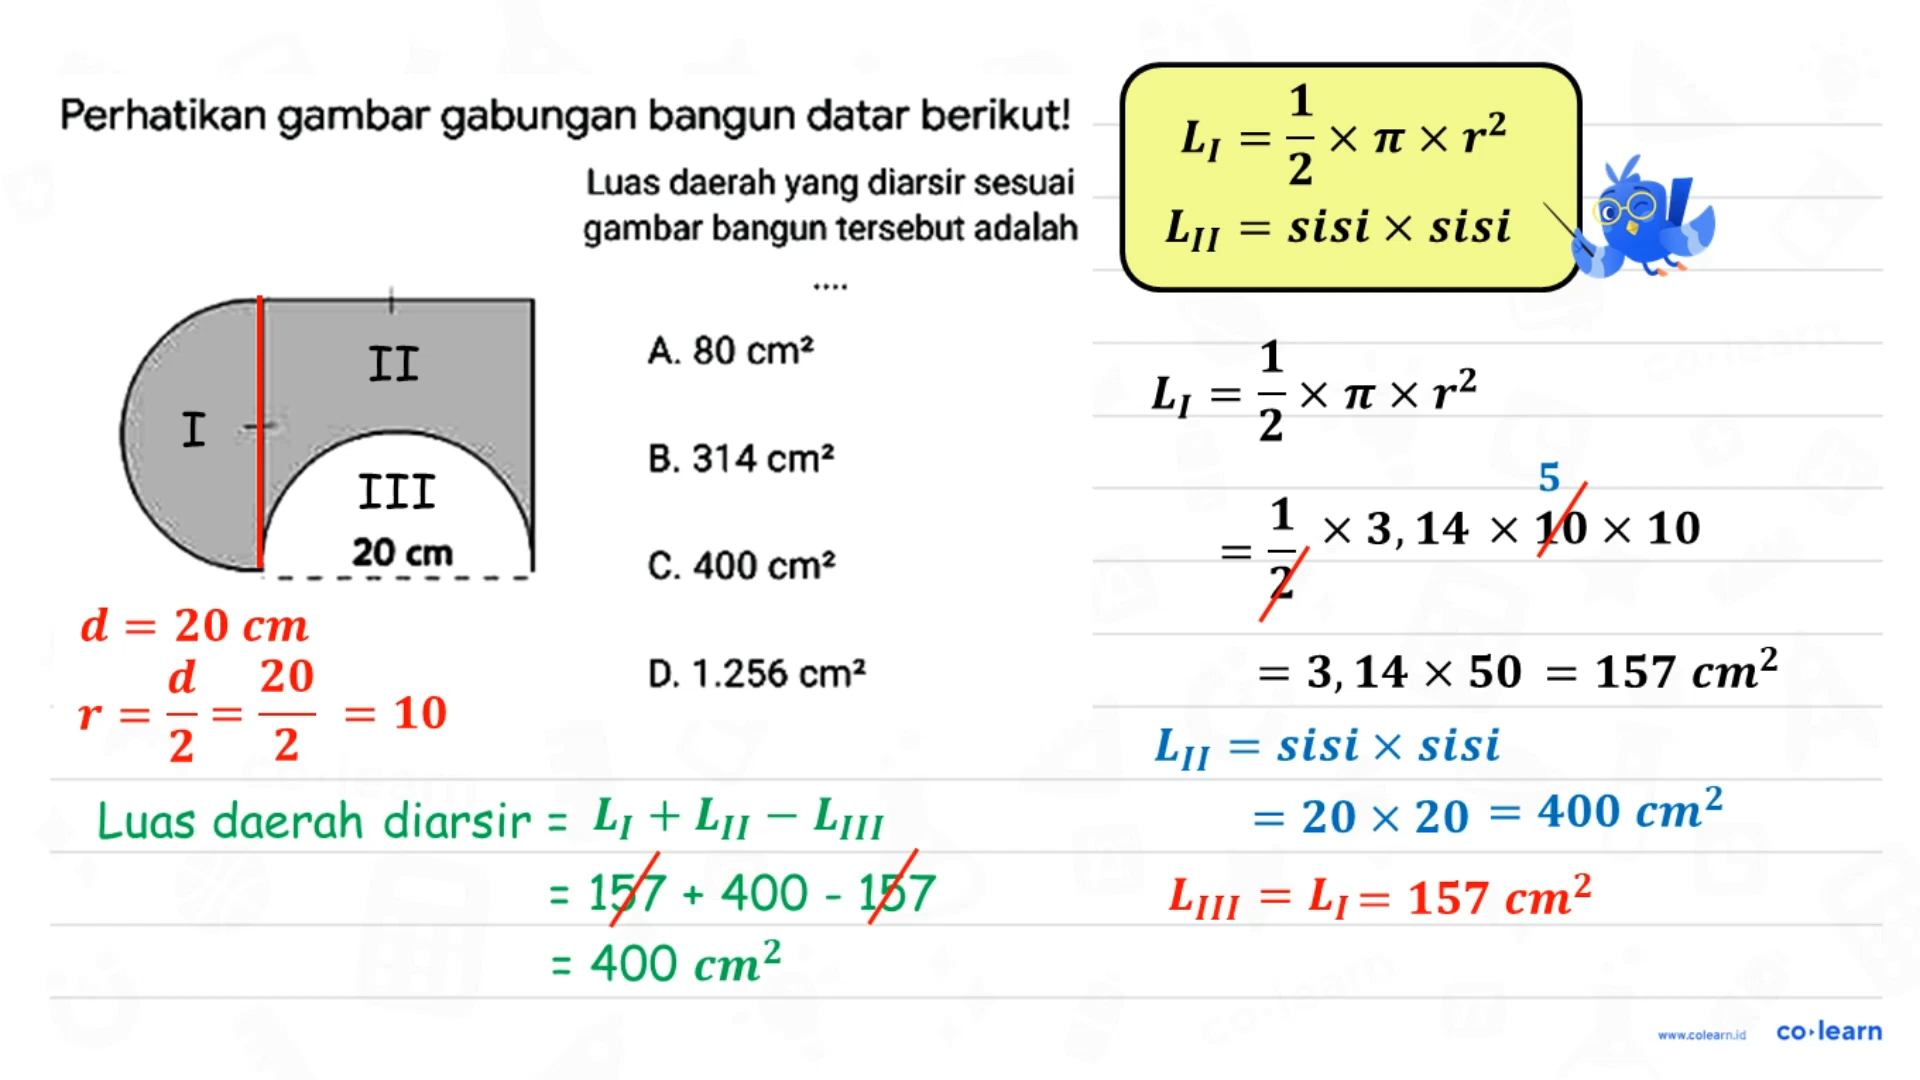 Perhatikan gambar gabungan bangun datar berikut!
Luas daerah yang diarsir sesuai
gambar bangun tersebut adalah
....
A. 80 cm²
B. 314 cm²
C. 400 cm²
D. 1.256 cm²
I
II
III
20 cm
d = 20 cm
r = d/2 = 20/2 = 10
Luas daerah diarsir = L_I + L_II − L_III
= 157 + 400 - 157
= 400 cm²
L_I = 1/2 × π × r²
L_II = sisi × sisi
L_I = 1/2 × π × r²
5
= 1/2 × 3,14 × 10 × 10
= 3,14 × 50 = 157 cm²
L_II = sisi × sisi
= 20 × 20 = 400 cm²
L_III = L_I = 157 cm²
www.colearn.id co·learn